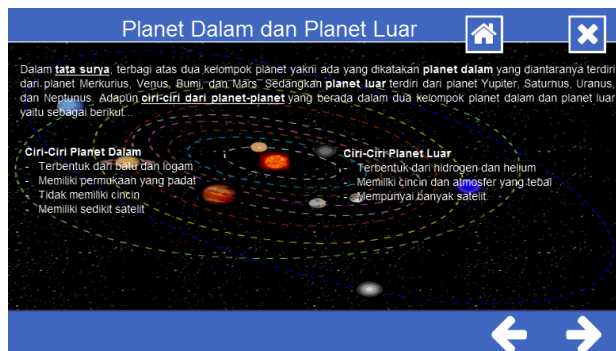 Planet Dalam dan Planet Luar
Dalam tata surya, terbagi atas dua kelompok planet yakni ada yang dikatakan planet dalam yang diantaranya terdiri
dari planet Merkurius, Venus, Bumi, dan Mars. Sedangkan planet luar terdiri dari planet Yupiter, Saturnus, Uranus,
dan Neptunus. Adapun ciri-ciri dari planet-planet yang berada dalam dua kelompok planet dalam dan planet luar
yaitu sebagai berikut...
Ciri-Ciri Planet Dalam
- Terbentuk dari batu dan logam
- Memiliki permukaan yang padat
- Tidak memiliki cincin
- Memiliki sedikit satelit
Ciri-Ciri Planet Luar
- Terbentuk dari hidrogen dan helium
- Memilki cincin dan atmosfer yang tebal
- Mempunyai banyak satelit.